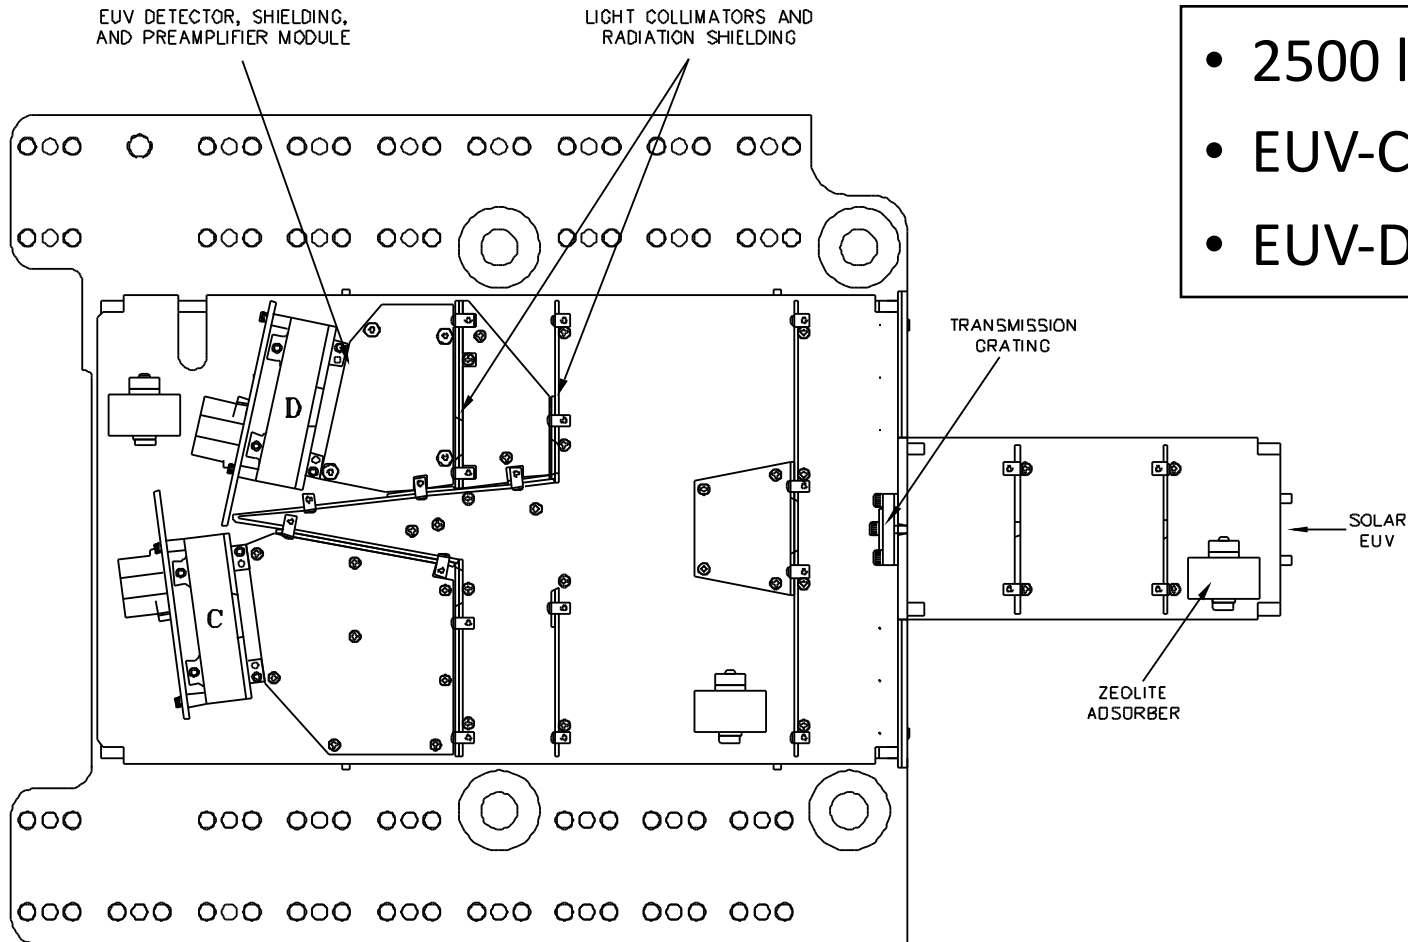 EUV DETECTOR, SHIELDING,
AND PREAMPLIFIER MODULE
LIGHT COLLIMATORS AND
RADIATION SHIELDING
• 2500 l
• EUV-C
• EUV-D
TRANSMISSION
GRATING
D
SOLAR
EUV
C
ZEOLITE
ADSORBER